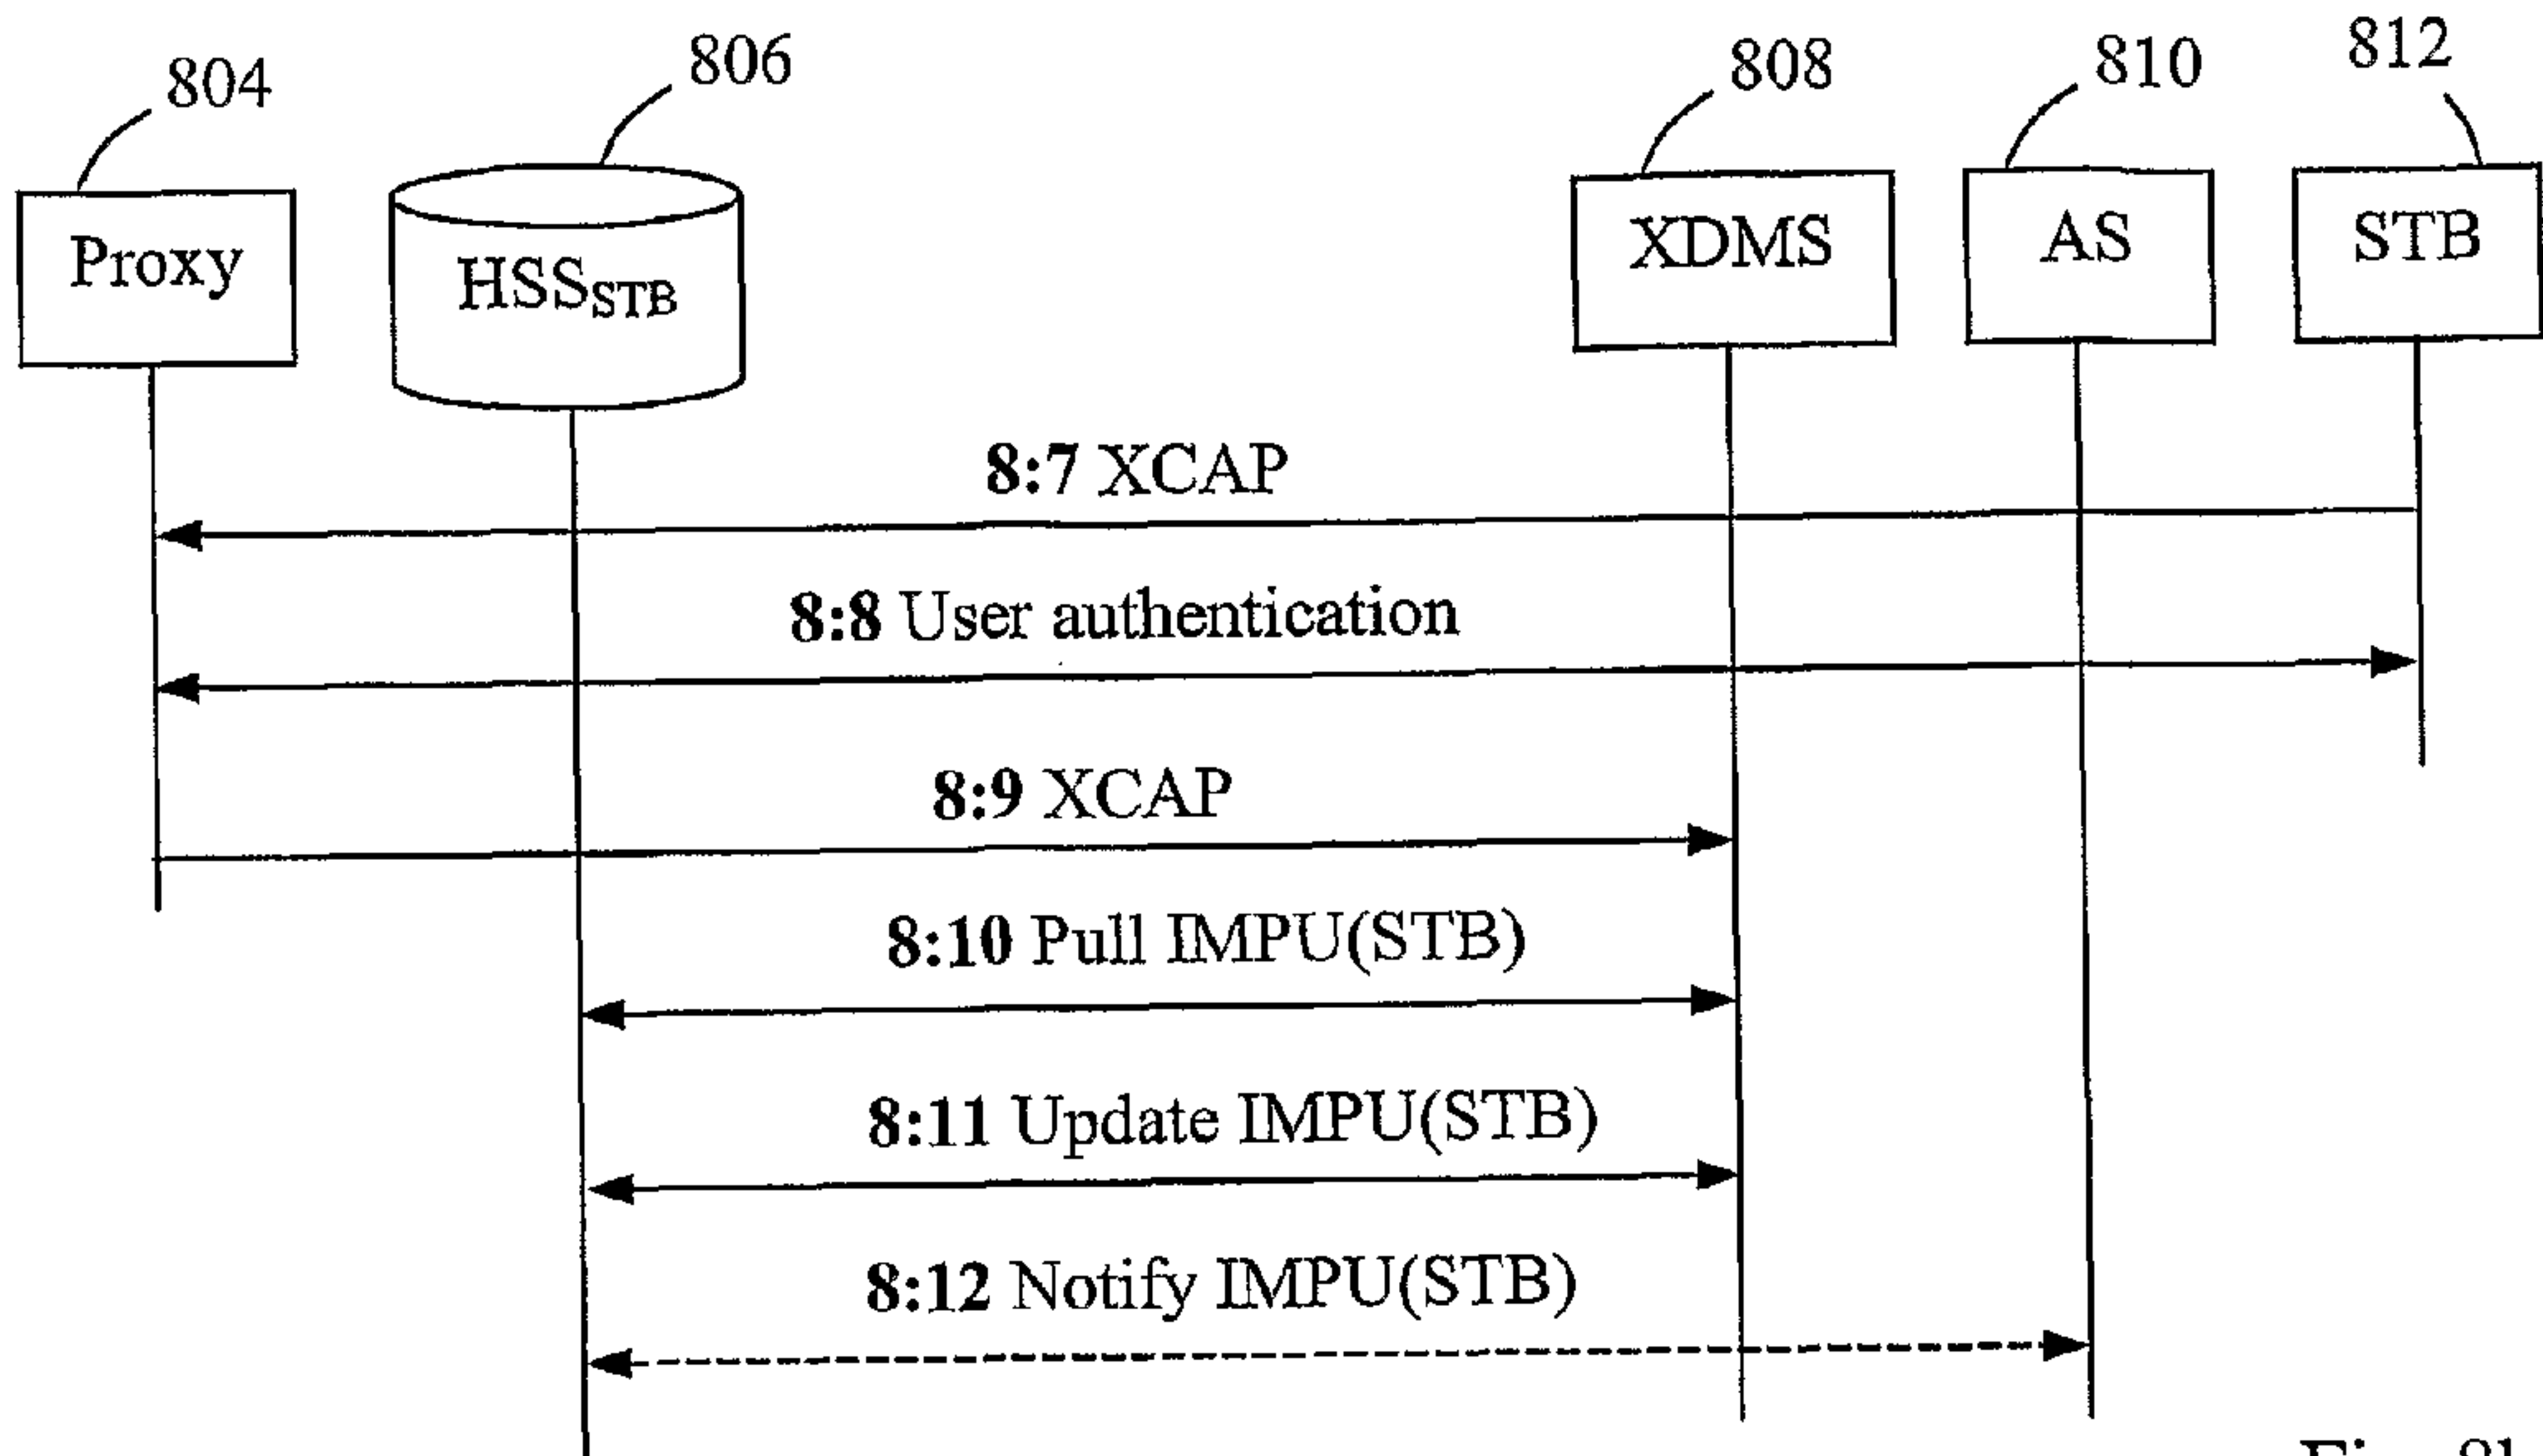 804
806
808
810
812
Proxy
HSSSTB
XDMS
AS
STB
8:7 XCAP
8:8 User authentication
8:9 XCAP
8:10 Pull IMPU(STB)
8:11 Update IMPU(STB)
8:12 Notify IMPU(STB)